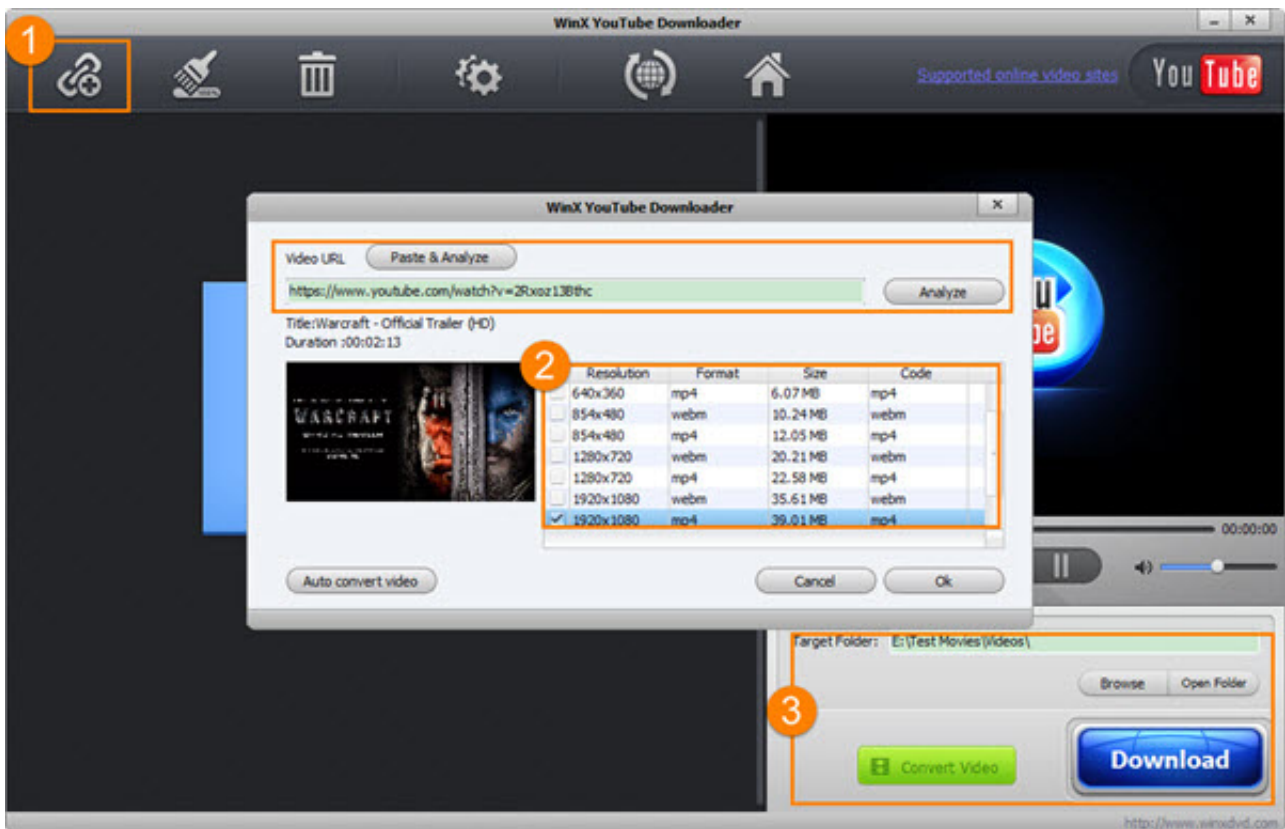 WinX YouTube Downloader
1
Supported online video sites
You Tube
WinX YouTube Downloader
Video URL Paste & Analyze
https://www.youtube.com/watch?v=2Rxoz13Bthc Analyze
Title:Warcraft - Official Trailer (HD)
Duration :00:02:13
2
Resolution Format Size Code
640x360 mp4 6.07 MB mp4
854x480 webm 10.24 MB webm
854x480 mp4 12.05 MB mp4
1280x720 webm 20.21 MB webm
1280x720 mp4 22.58 MB mp4
1920x1080 webm 35.61 MB webm
1920x1080 mp4 39.01 MB mp4
WARCRAFT
00:00:00
Auto convert video Cancel Ok
Target Folder: E:\Test Movies\Videos\
Browse Open Folder
3
Convert Video Download
http://www.winxdvd.com